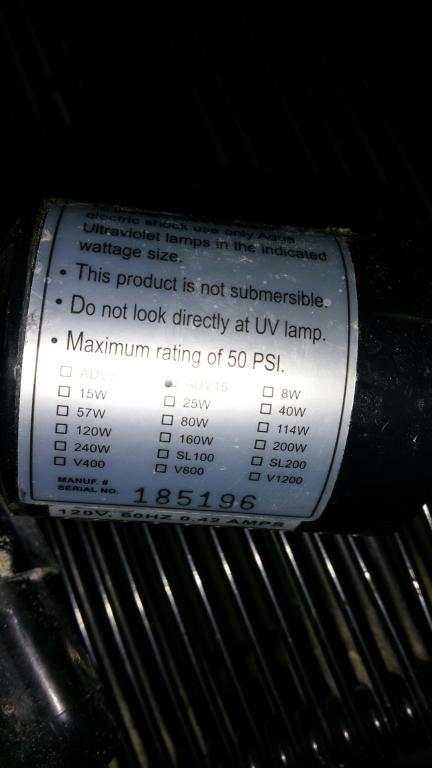 electric shock use only Aqua
Ultraviolet lamps in the indicated
wattage size.
• This product is not submersible.
• Do not look directly at UV lamp.
• Maximum rating of 50 PSI.
ADV15 8W
15W 25W 40W
57W 80W 114W
120W 160W 200W
240W SL100 SL200
V400 V800 V1200
MANUF. #
SERIAL NO. 185196
120V. 60HZ 0.42 AMPS